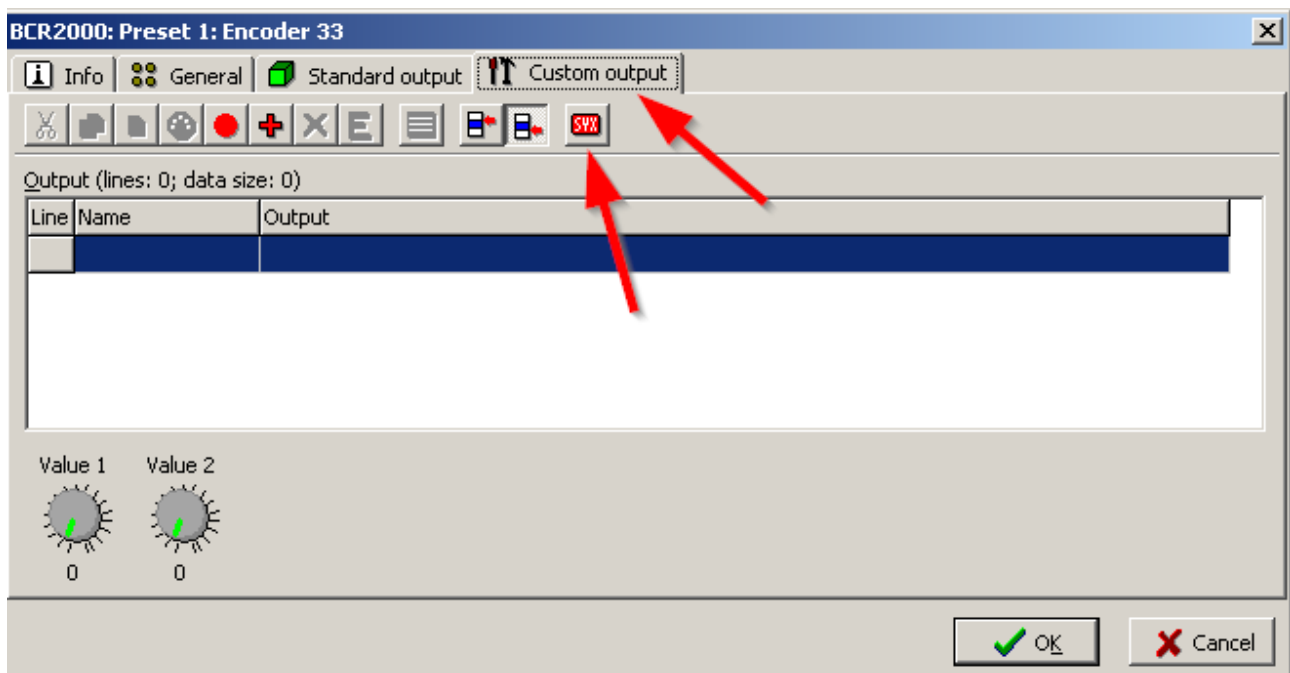 BCR2000: Preset 1: Encoder 33
i Info General Standard output Custom output
E SYX
Output (lines: 0; data size: 0)
Line Name Output
Value 1 Value 2
0 0
OK Cancel